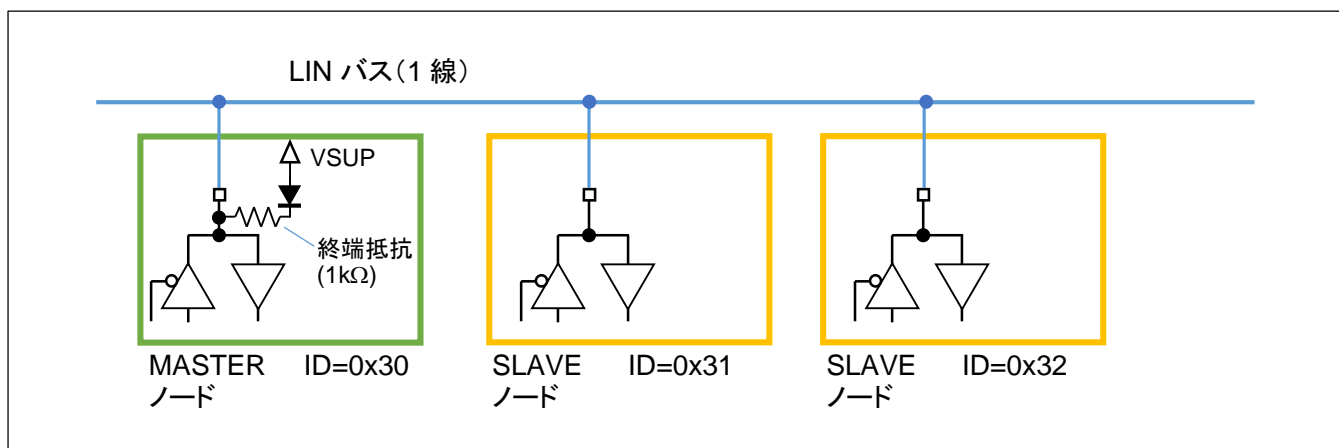 LIN バス(1 線)
VSUP
終端抵抗
(1kΩ)
MASTER ID=0x30
ノード
SLAVE ID=0x31
ノード
SLAVE ID=0x32
ノード